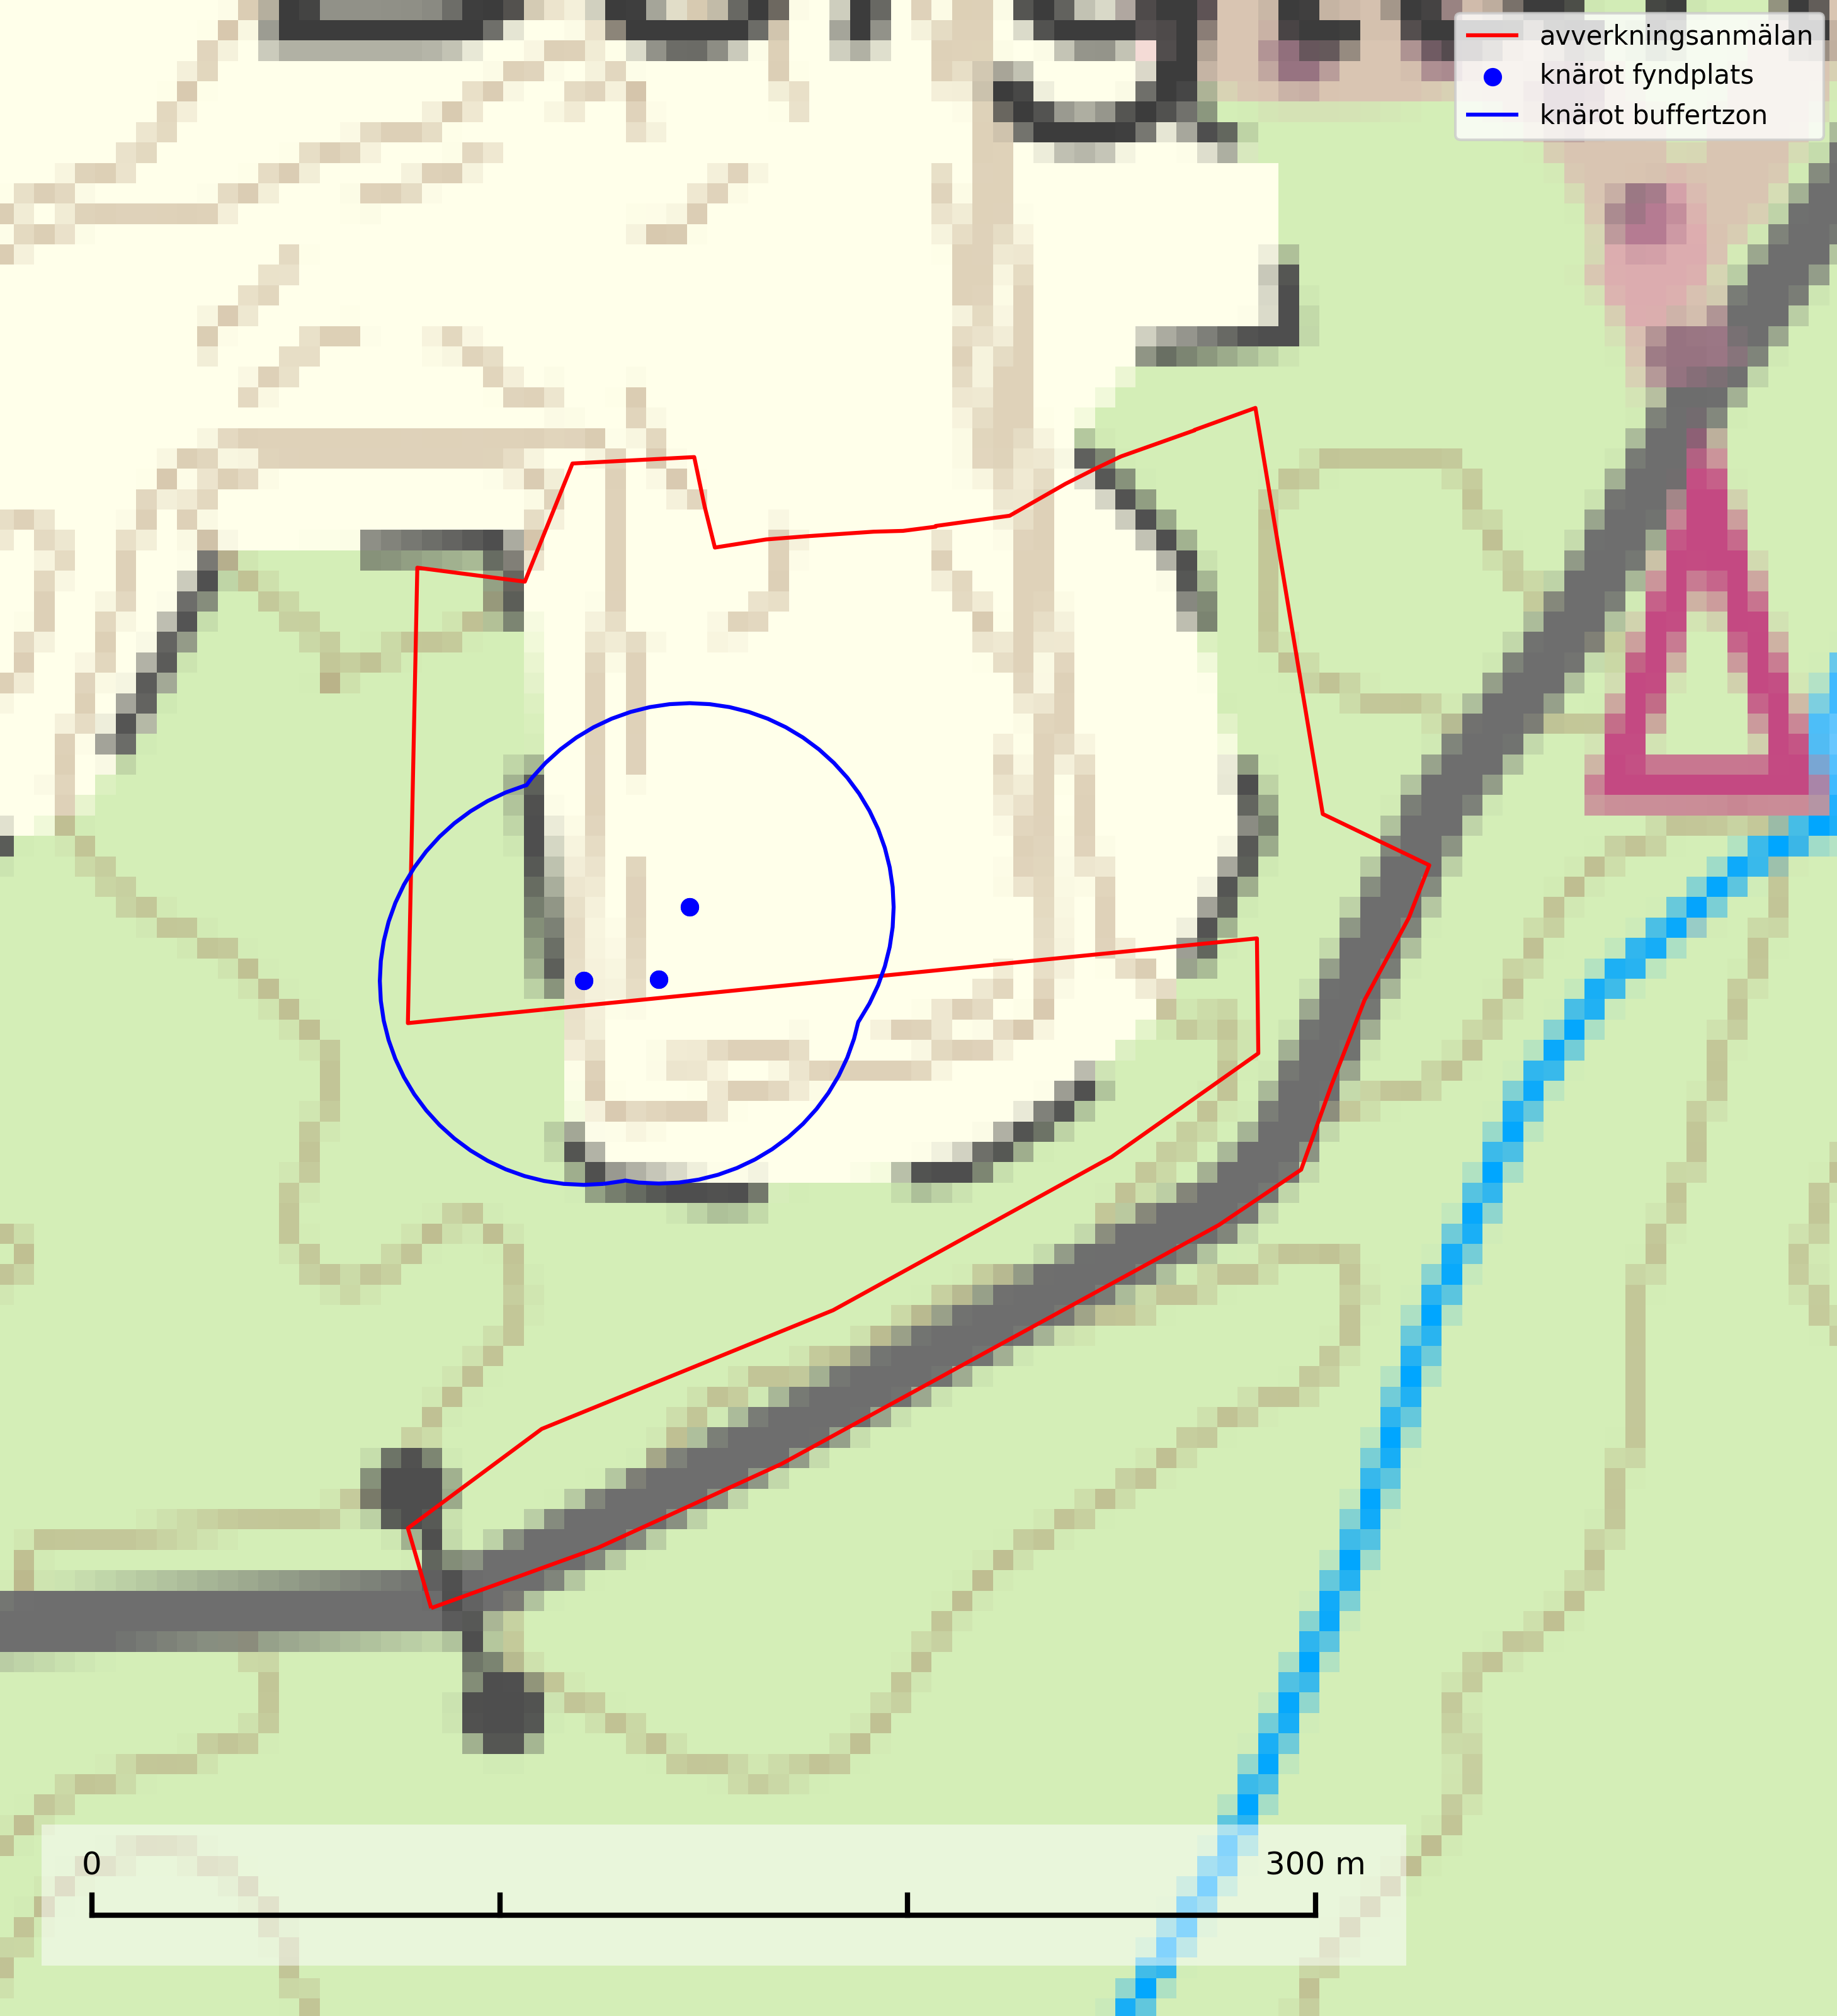 avverkningsanmälan
knärot fyndplats
knärot buffertzon
0
300 m